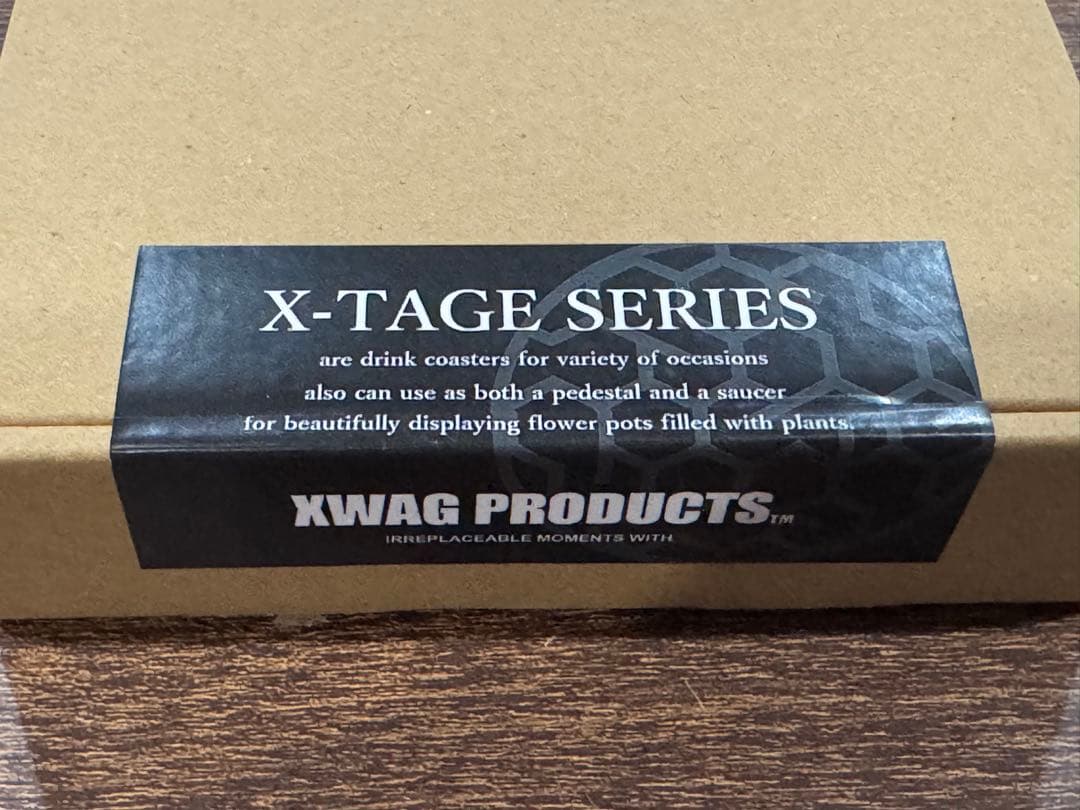 X-TAGE SERIES
are drink coasters for variety of occasions
also can use as both a pedestal and a saucer
for beautifully displaying flower pots filled with plants.
XWAG PRODUCTS™
IRREPLACEABLE MOMENTS WITH